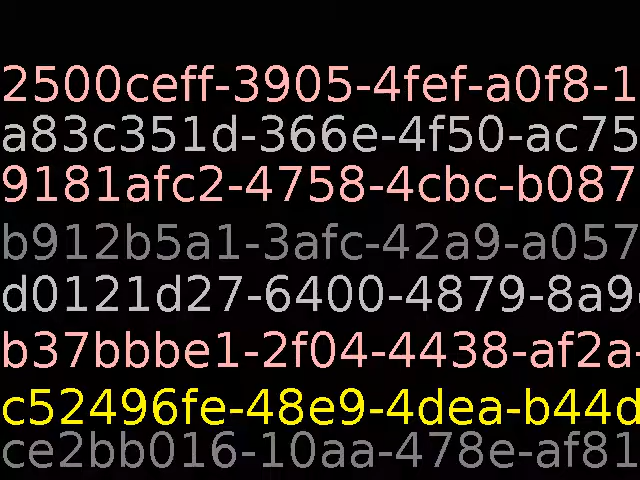 2500ceff-3905-4fef-a0f8-1
a83c351d-366e-4f50-ac75
9181afc2-4758-4cbc-b087
b912b5a1-3afc-42a9-a057
d0121d27-6400-4879-8a9-
b37bbbe1-2f04-4438-af2a-
c52496fe-48e9-4dea-b44d
ce2bb016-10aa-478e-af81